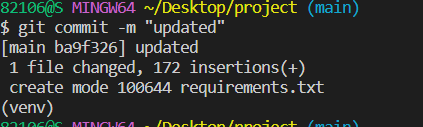 82106@S MINGW64 ~/Desktop/project (main)
$ git commit -m "updated"
[main ba9f326] updated
 1 file changed, 172 insertions(+)
 create mode 100644 requirements.txt
(venv)
82106@S MINGW64 ~/Desktop/project (main)